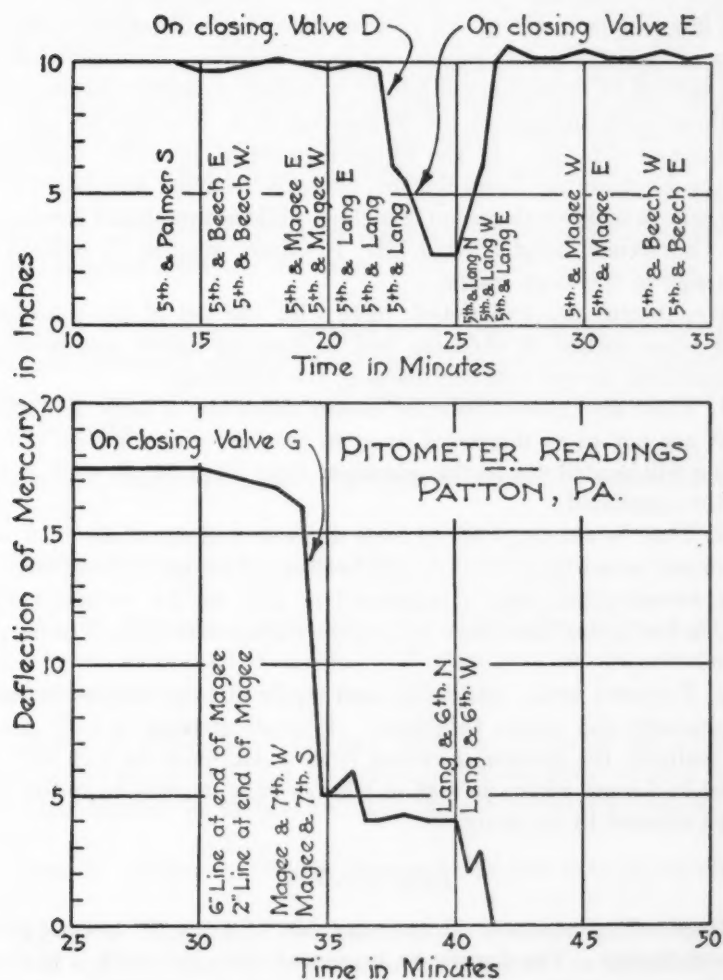 On closing. Valve D
On closing Valve E
10
5
0
5th. & Palmer S
5th. & Beech E
5th. & Beech W.
5th. & Magee E
5th. & Magee W
5th. & Lang E
5th. & Lang
5th. & Lang
5th. & Lang N
5th. & Lang W
5th. & Lang E
5th. & Magee W
5th. & Magee E
5th. & Beech W
5th. & Beech E
10
15
20
25
30
35
Time in Minutes
Deflection of Mercury in Inches
20
15
10
5
0
On closing Valve G
PITOMETER READINGS
PATTON, PA.
6" Line at end of Magee
2" Line at end of Magee
Magee & 7th. W
Magee & 7th. S
Lang & 6th. N
Lang & 6th. W
25
30
35
40
45
50
Time in Minutes